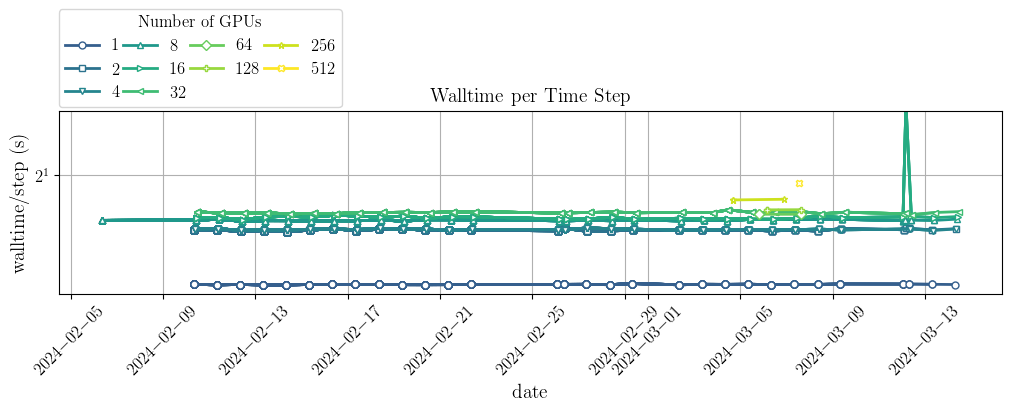 Number of GPUs
1 8 64 256
2 16 128 512
4 32
Walltime per Time Step
walltime/step (s)
2^1
2024-02-05 2024-02-09 2024-02-13 2024-02-17 2024-02-21 2024-02-25 2024-02-29 2024-03-01 2024-03-05 2024-03-09 2024-03-13
date